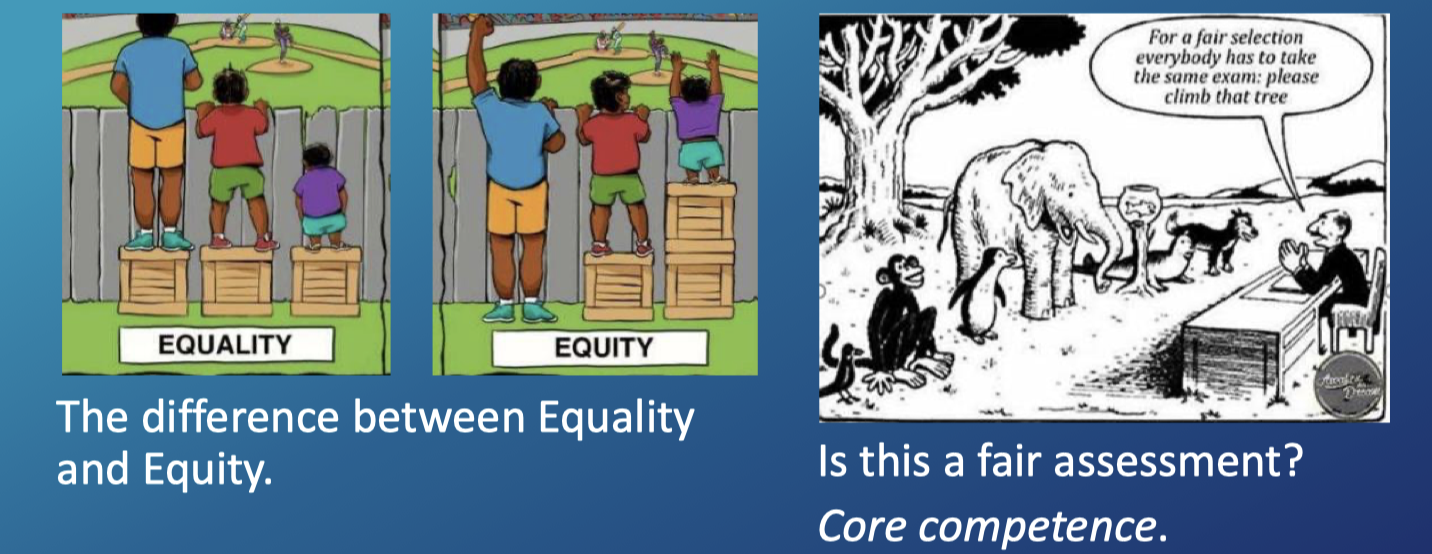 EQUALITY
EQUITY
The difference between Equality
and Equity.
For a fair selection
everybody has to take
the same exam: please
climb that tree
Is this a fair assessment?
Core competence.